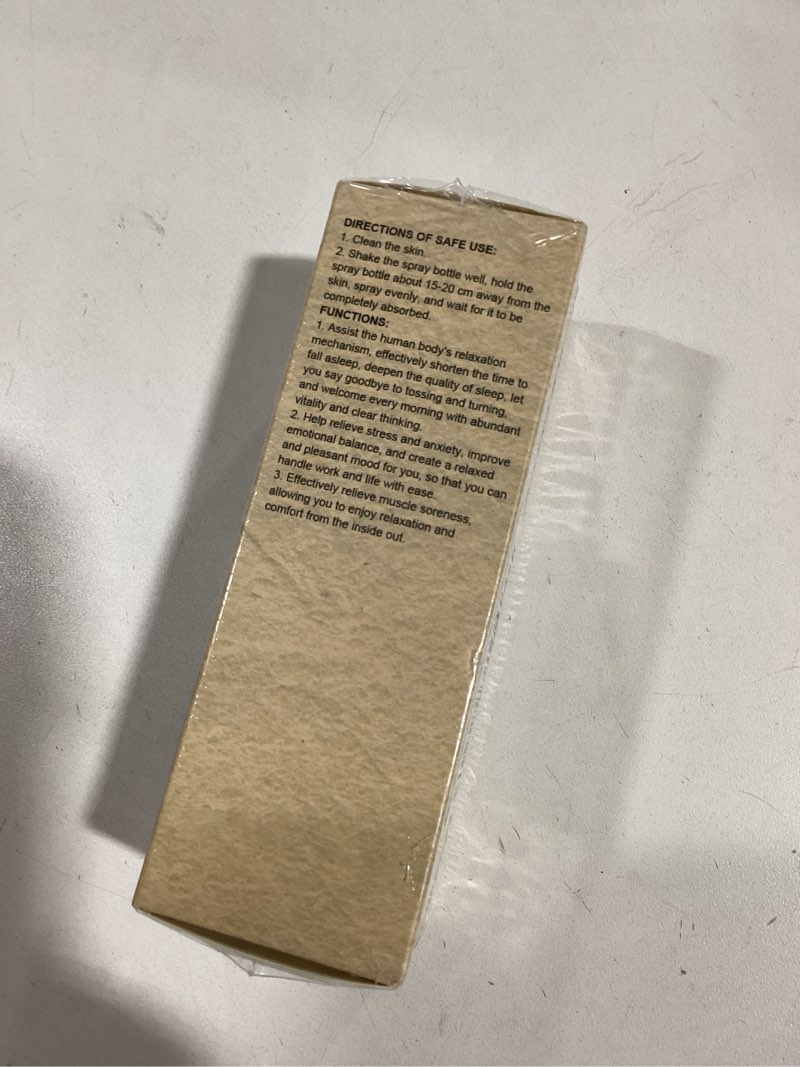 DIRECTIONS OF SAFE USE:
1. Clean the skin.
2. Shake the spray bottle well, hold the
spray bottle about 15-20 cm away from the
skin, spray evenly, and wait for it to be
completely absorbed.
FUNCTIONS:
1. Assist the human body's relaxation
mechanism, effectively shorten the time to
fall asleep, deepen the quality of sleep, let
you say goodbye to tossing and turning,
and welcome every morning with abundant
vitality and clear thinking.
2. Help relieve stress and anxiety, improve
emotional balance, and create a relaxed
and pleasant mood for you, so that you can
handle work and life with ease.
3. Effectively relieve muscle soreness,
allowing you to enjoy relaxation and
comfort from the inside out.